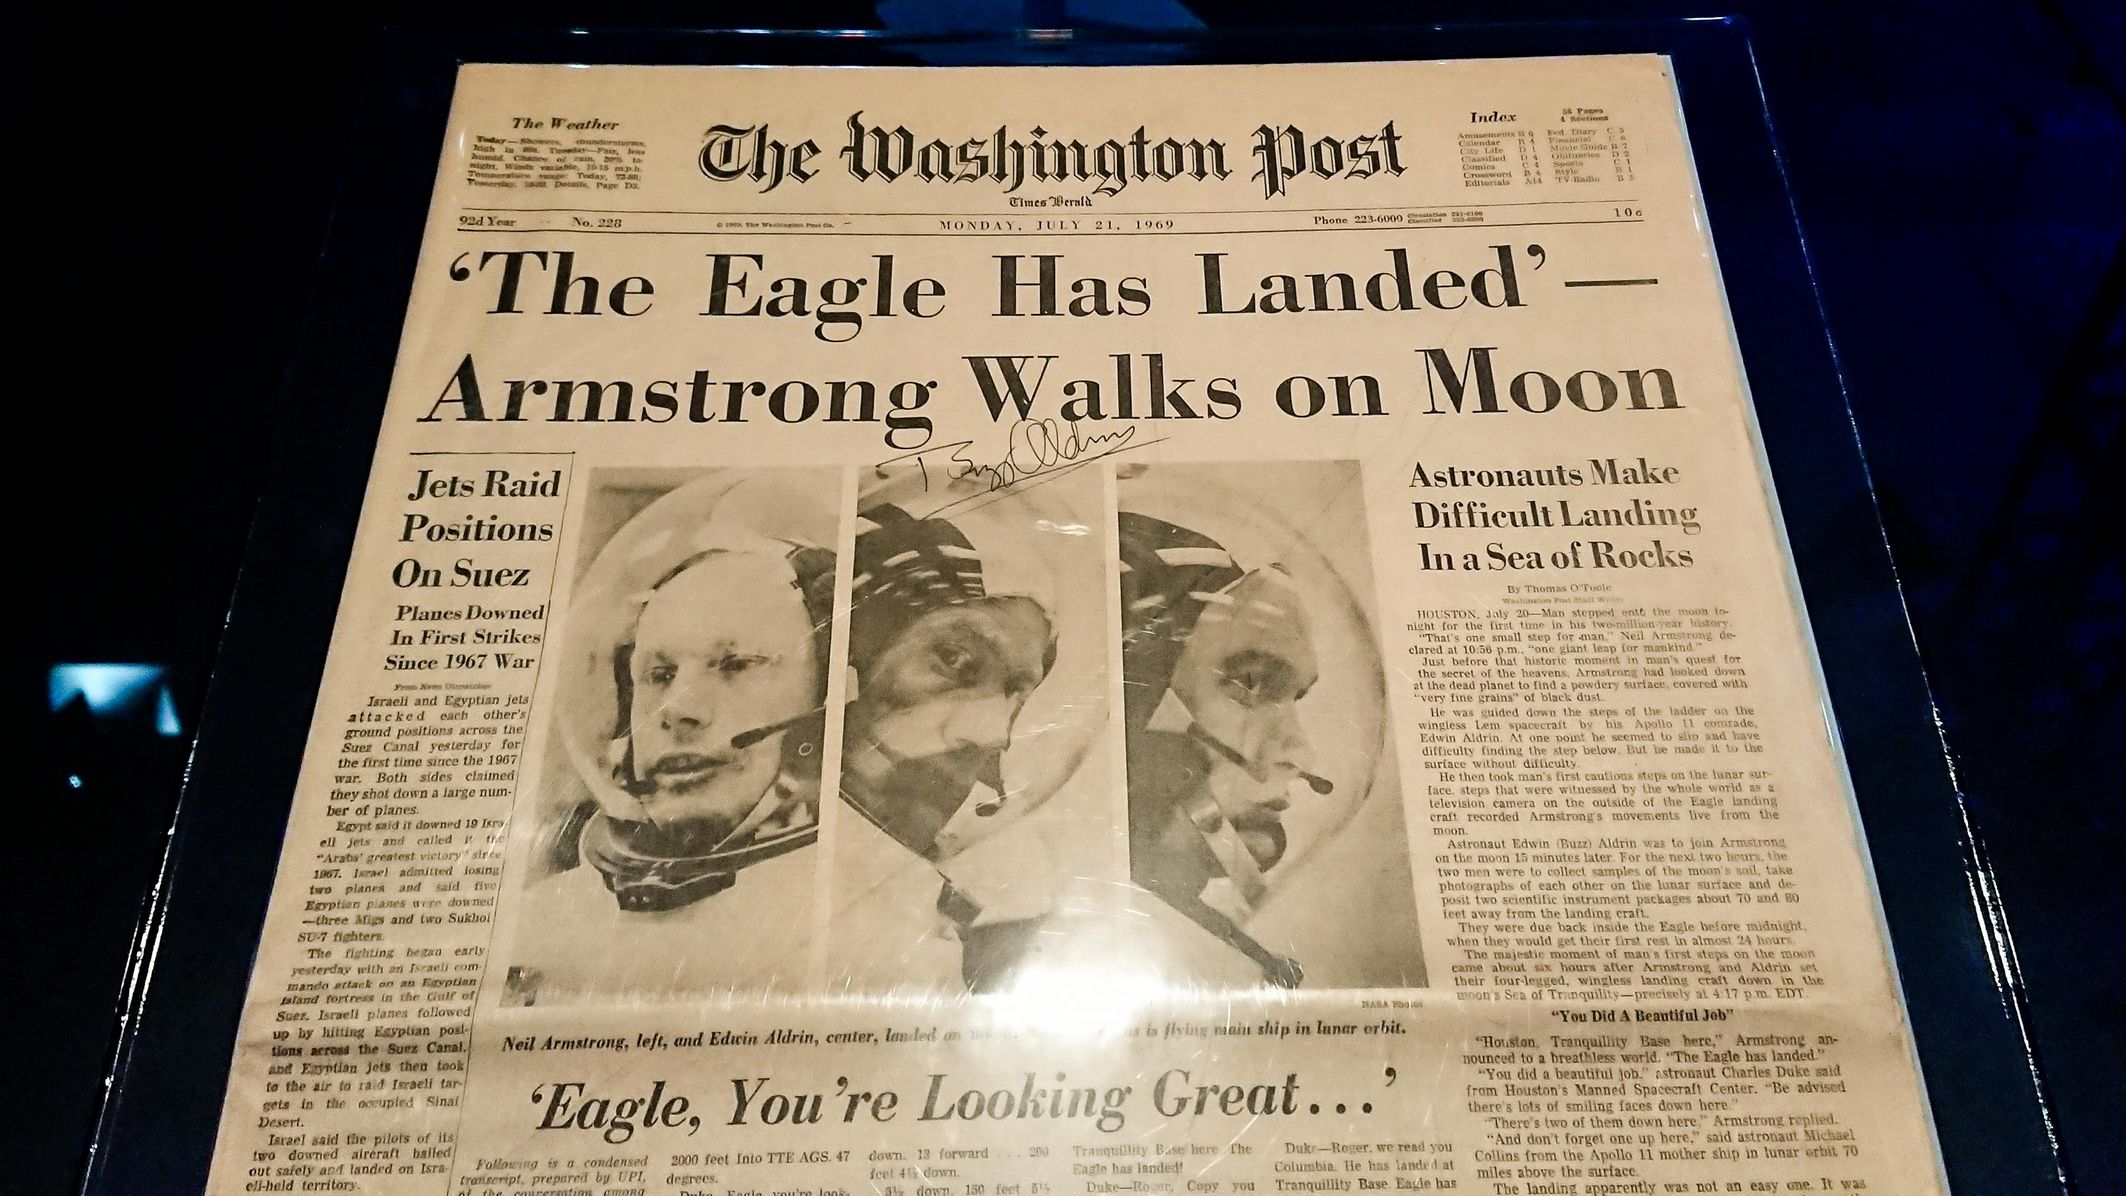 The Weather
Today—Showers, thunderstorms,
high in 80s. Tuesday—Fair, less
humid. Chance of rain, 20% to-
night. Winds variable, 10-15 m.p.h.
Temperature range: Today,
Yesterday, Details, Page D3.
The Washington Post
Times Herald
Index
56 Pages
4 Sections
Amusements B 6
Calendar B 4
City Life D 1
Classified D 4
Comics C 4
Crossword B 4
Editorials A14
Fed. Diary C 5
Financial C 8
Movie Guide B 7
Obituaries D 2
Sports C 1
Style B 1
TV-Radio B 5
92d Year No. 228
© 1969, The Washington Post Co.
MONDAY, JULY 21, 1969
Phone 223-6000
Circulation
Classified
10c
‘The Eagle Has Landed’—
Armstrong Walks on Moon
Buzz Aldrin
Jets Raid
Positions
On Suez
Planes Downed
In First Strikes
Since 1967 War
From News Dispatches
Israeli and Egyptian jets
attacked each other's
ground positions across the
Suez Canal yesterday for
the first time since the 1967
war. Both sides claimed
they shot down a large num-
ber of planes.
Egypt said it downed 19 Isra-
eli jets and called it the
"Arabs' greatest victory" since
1967. Israel admitted losing
two planes and said five
Egyptian planes were downed
—three Migs and two Sukhoi
SU-7 fighters.
The fighting began early
yesterday with an Israeli com-
mando attack on an Egyptian
island fortress in the Gulf of
Suez. Israeli planes followed
up by hitting Egyptian posi-
tions across the Suez Canal,
and Egyptian jets then took
to the air to raid Israeli tar-
gets in the occupied Sinai
Desert.
Israel said the pilots of its
two downed aircraft bailed
out safely and landed on Isra-
eli-held territory.
NASA Photos
Neil Armstrong, left, and Edwin Aldrin, center, landed on is flying main ship in lunar orbit.
‘Eagle, You're Looking Great...’
Following is a condensed
transcript, prepared by UPI,
of the conversation among
2000 feet Into TTE AGS. 47
degrees.
Duke—Eagle, you're look-
down. 13 forward ... 200
feet 4½ down.
5½ down. 150 feet 5½
Tranquillity Base here. The
Eagle has landed!
Duke—Roger, Copy you
Duke—Roger, we read you
Columbia. He has landed at
Tranquillity Base. Eagle has
Astronauts Make
Difficult Landing
In a Sea of Rocks
By Thomas O'Toole
Washington Post Staff Writer
HOUSTON, July 20—Man stepped onto the moon to-
night for the first time in his two-million-year history.
"That's one small step for man," Neil Armstrong de-
clared at 10:56 p.m., "one giant leap for mankind."
Just before that historic moment in man's quest for
the secret of the heavens, Armstrong had looked down
at the dead planet to find a powdery surface, covered with
"very fine grains" of black dust.
He was guided down the steps of the ladder on the
wingless Lem spacecraft by his Apollo 11 comrade,
Edwin Aldrin. At one point he seemed to slip and have
difficulty finding the step below. But he made it to the
surface without difficulty.
He then took man's first cautious steps on the lunar sur-
face, steps that were witnessed by the whole world as a
television camera on the outside of the Eagle landing
craft recorded Armstrong's movements live from the
moon.
Astronaut Edwin (Buzz) Aldrin was to join Armstrong
on the moon 15 minutes later. For the next two hours, the
two men were to collect samples of the moon's soil, take
photographs of each other on the lunar surface and de-
posit two scientific instrument packages about 70 and 80
feet away from the landing craft.
They were due back inside the Eagle before midnight,
when they would get their first rest in almost 24 hours.
The majestic moment of man's first steps on the moon
came about six hours after Armstrong and Aldrin set
their four-legged, wingless landing craft down in the
moon's Sea of Tranquility—precisely at 4:17 p.m. EDT.
"You Did A Beautiful Job"
"Houston, Tranquillity Base here," Armstrong an-
nounced to a breathless world. "The Eagle has landed."
"You did a beautiful job," astronaut Charles Duke said
from Houston's Manned Spacecraft Center. "Be advised
there's lots of smiling faces down here."
"There's two of them down here," Armstrong replied.
"And don't forget one up here," said astronaut Michael
Collins from the Apollo 11 mother ship in lunar orbit 70
miles above the surface.
The landing apparently was not an easy one. It was